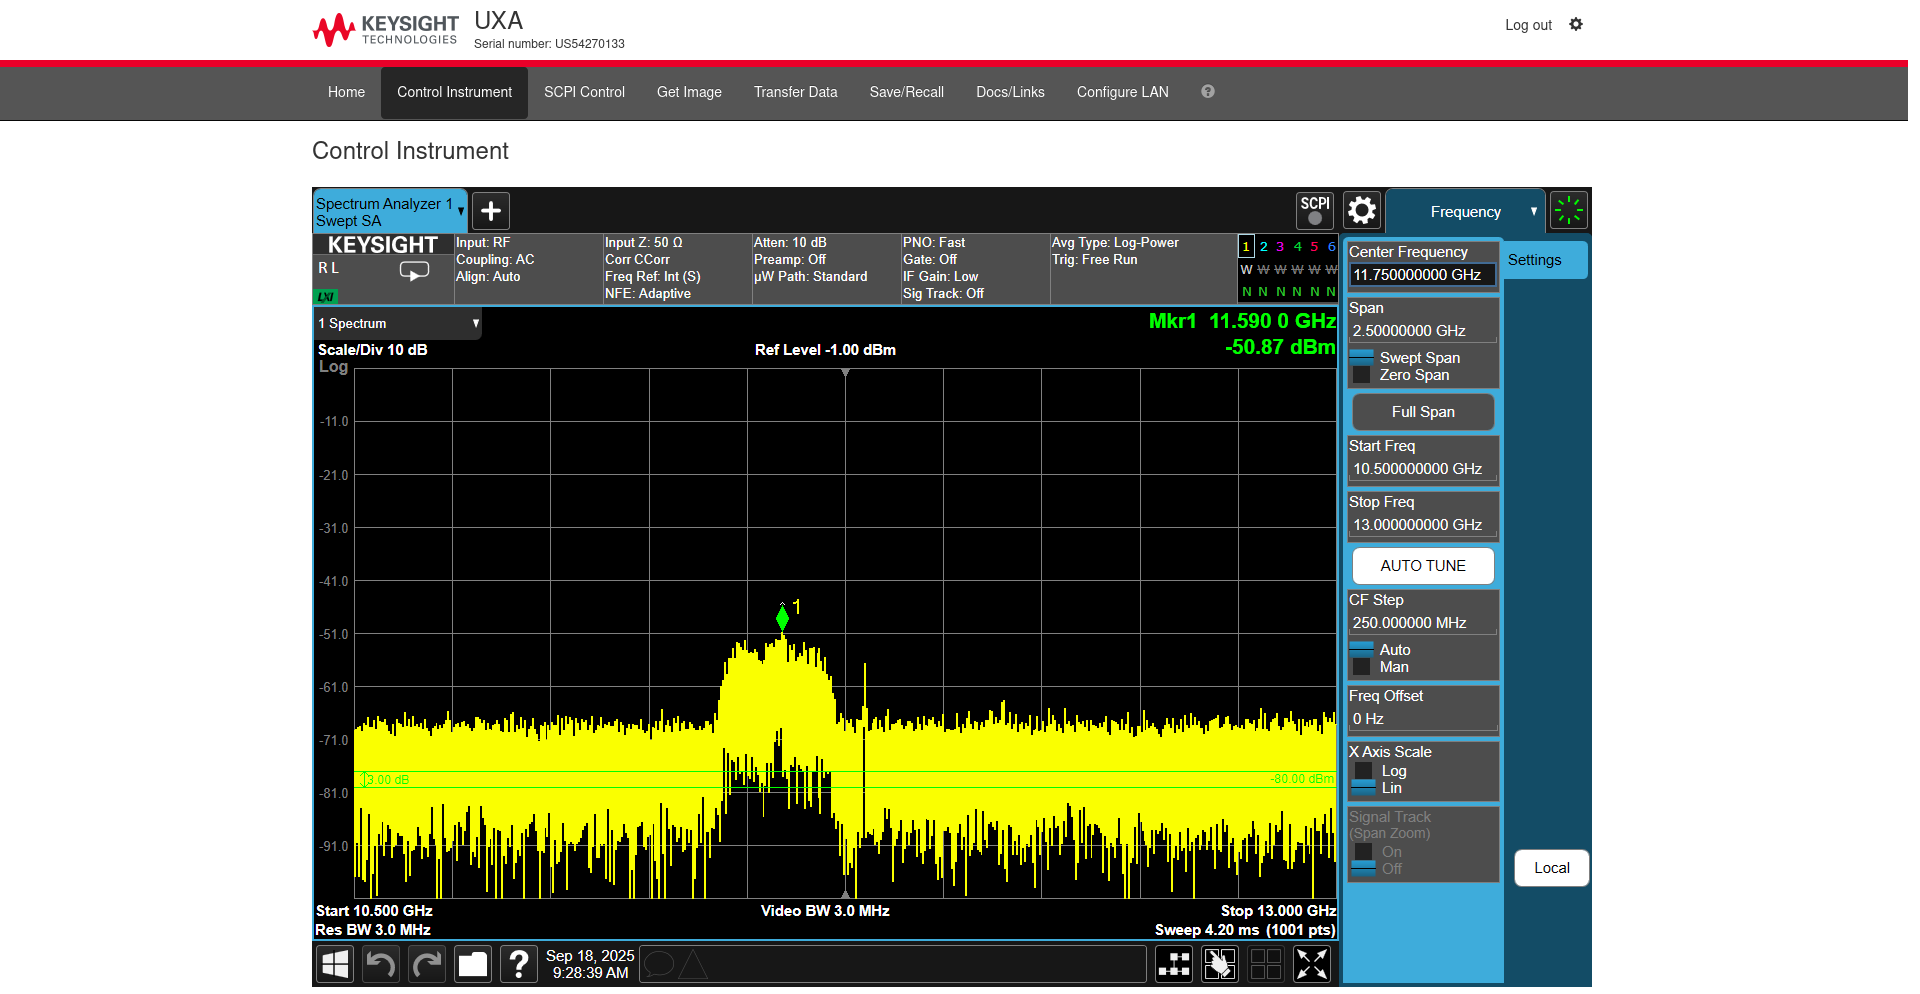 KEYSIGHT
TECHNOLOGIES
UXA
Serial number: US54270133
Log out
Home
Control Instrument
SCPI Control
Get Image
Transfer Data
Save/Recall
Docs/Links
Configure LAN
?
Control Instrument
Spectrum Analyzer 1
Swept SA
+
SCPI
Frequency
KEYSIGHT
R L
LXI
Input: RF
Coupling: AC
Align: Auto
Input Z: 50 Ω
Corr CCorr
Freq Ref: Int (S)
NFE: Adaptive
Atten: 10 dB
Preamp: Off
µW Path: Standard
PNO: Fast
Gate: Off
IF Gain: Low
Sig Track: Off
Avg Type: Log-Power
Trig: Free Run
1 2 3 4 5 6
W W W W W W
N N N N N N
1 Spectrum
Scale/Div 10 dB
Log
Ref Level -1.00 dBm
Mkr1 11.590 0 GHz
-50.87 dBm
-11.0
-21.0
-31.0
-41.0
-51.0
-61.0
-71.0
-81.0
-91.0
1
3.00 dB
-80.00 dBm
Start 10.500 GHz
Res BW 3.0 MHz
Video BW 3.0 MHz
Stop 13.000 GHz
Sweep 4.20 ms (1001 pts)
Center Frequency
11.750000000 GHz
Span
2.50000000 GHz
Swept Span
Zero Span
Full Span
Start Freq
10.500000000 GHz
Stop Freq
13.000000000 GHz
AUTO TUNE
CF Step
250.000000 MHz
Auto
Man
Freq Offset
0 Hz
X Axis Scale
Log
Lin
Signal Track
(Span Zoom)
On
Off
Settings
Local
?
Sep 18, 2025
9:28:39 AM